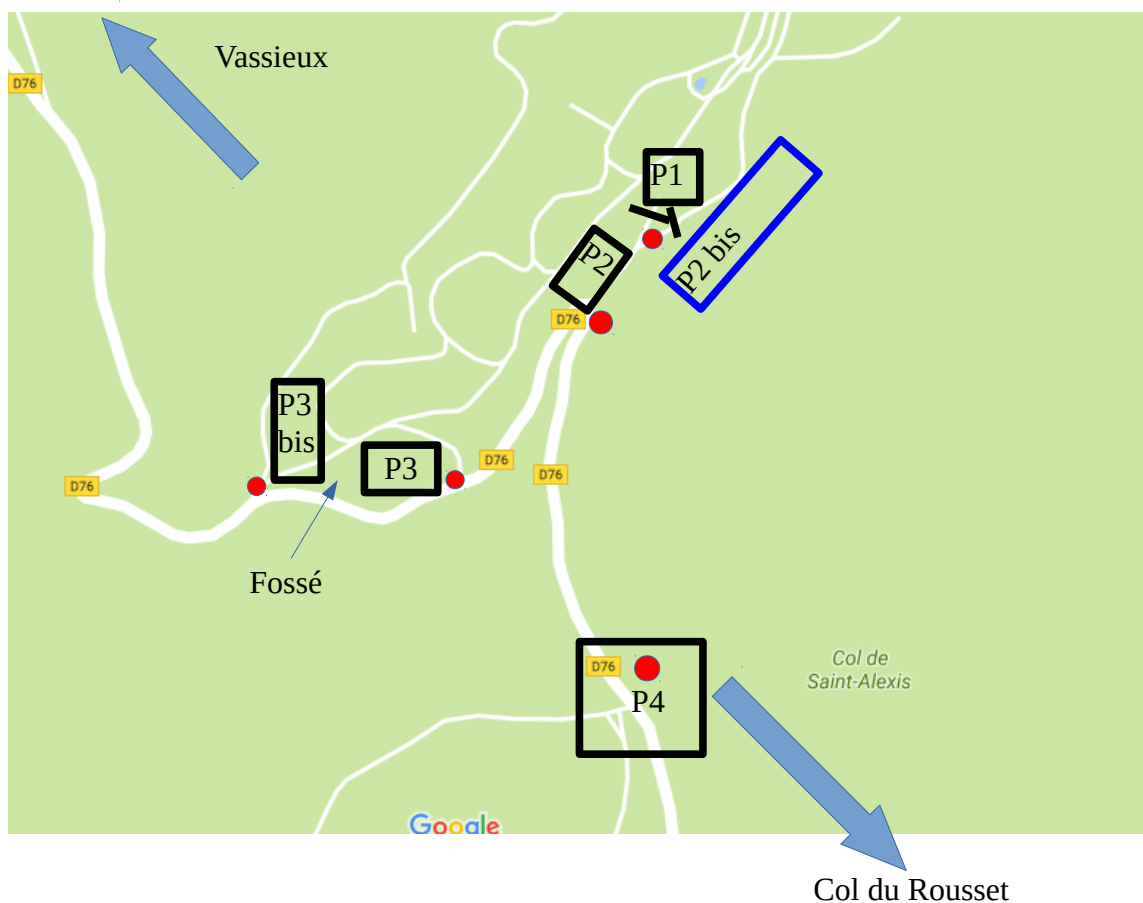 Vassieux
D76
P1
P2
P2 bis
D76
P3
bis
P3
D76
D76
D76
Fossé
D76
P4
Col de
Saint-Alexis
Google
Col du Rousset